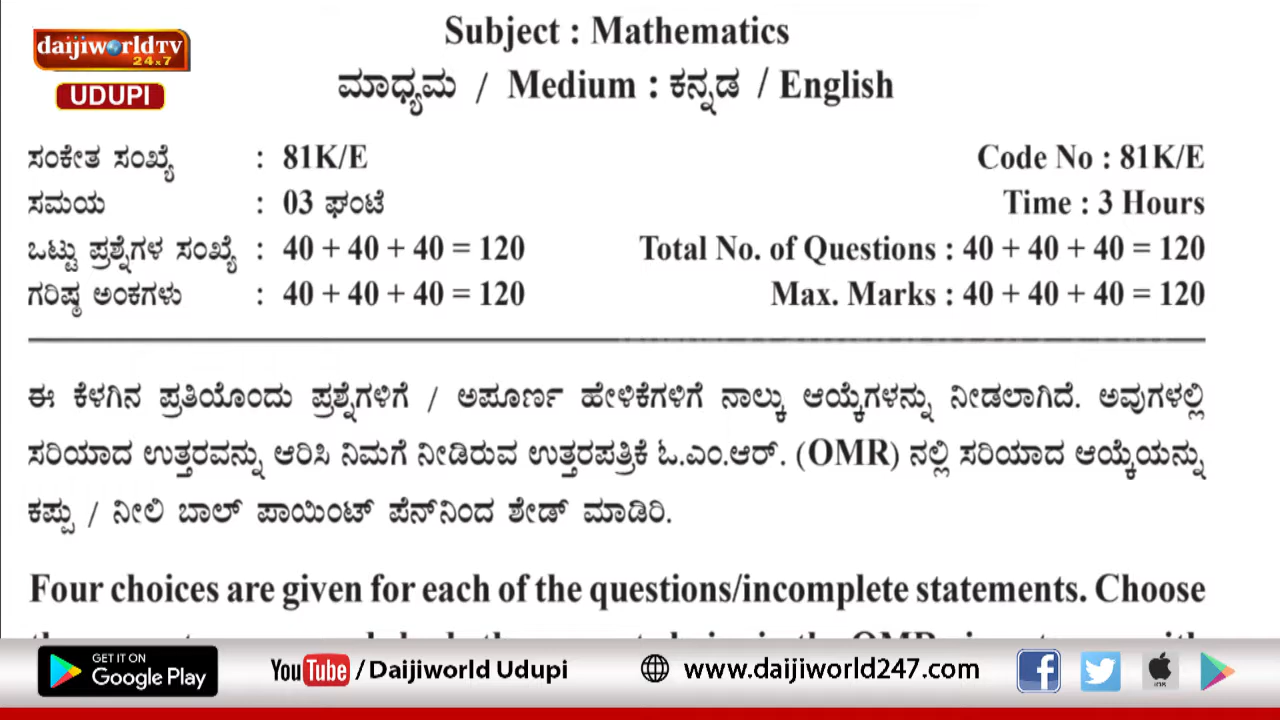 Subject : Mathematics
daijiworldTV
24x7
UDUPI
ಮಾಧ್ಯಮ / Medium : ಕನ್ನಡ / English
ಸಂಕೇತ ಸಂಖ್ಯೆ : 81K/E Code No : 81K/E
ಸಮಯ : 03 ಘಂಟೆ Time : 3 Hours
ಒಟ್ಟು ಪ್ರಶ್ನೆಗಳ ಸಂಖ್ಯೆ : 40 + 40 + 40 = 120 Total No. of Questions : 40 + 40 + 40 = 120
ಗರಿಷ್ಠ ಅಂಕಗಳು : 40 + 40 + 40 = 120 Max. Marks : 40 + 40 + 40 = 120
ಈ ಕೆಳಗಿನ ಪ್ರತಿಯೊಂದು ಪ್ರಶ್ನೆಗಳಿಗೆ / ಅಪೂರ್ಣ ಹೇಳಿಕೆಗಳಿಗೆ ನಾಲ್ಕು ಆಯ್ಕೆಗಳನ್ನು ನೀಡಲಾಗಿದೆ. ಅವುಗಳಲ್ಲಿ
ಸರಿಯಾದ ಉತ್ತರವನ್ನು ಆರಿಸಿ ನಿಮಗೆ ನೀಡಿರುವ ಉತ್ತರಪತ್ರಿಕೆ ಓ.ಎಂ.ಆರ್. (OMR) ನಲ್ಲಿ ಸರಿಯಾದ ಆಯ್ಕೆಯನ್ನು
ಕಪ್ಪು / ನೀಲಿ ಬಾಲ್ ಪಾಯಿಂಟ್ ಪೆನ್‌ನಿಂದ ಶೇಡ್ ಮಾಡಿರಿ.
Four choices are given for each of the questions/incomplete statements. Choose
GET IT ON
Google Play
YouTube /Daijiworld Udupi
www.daijiworld247.com